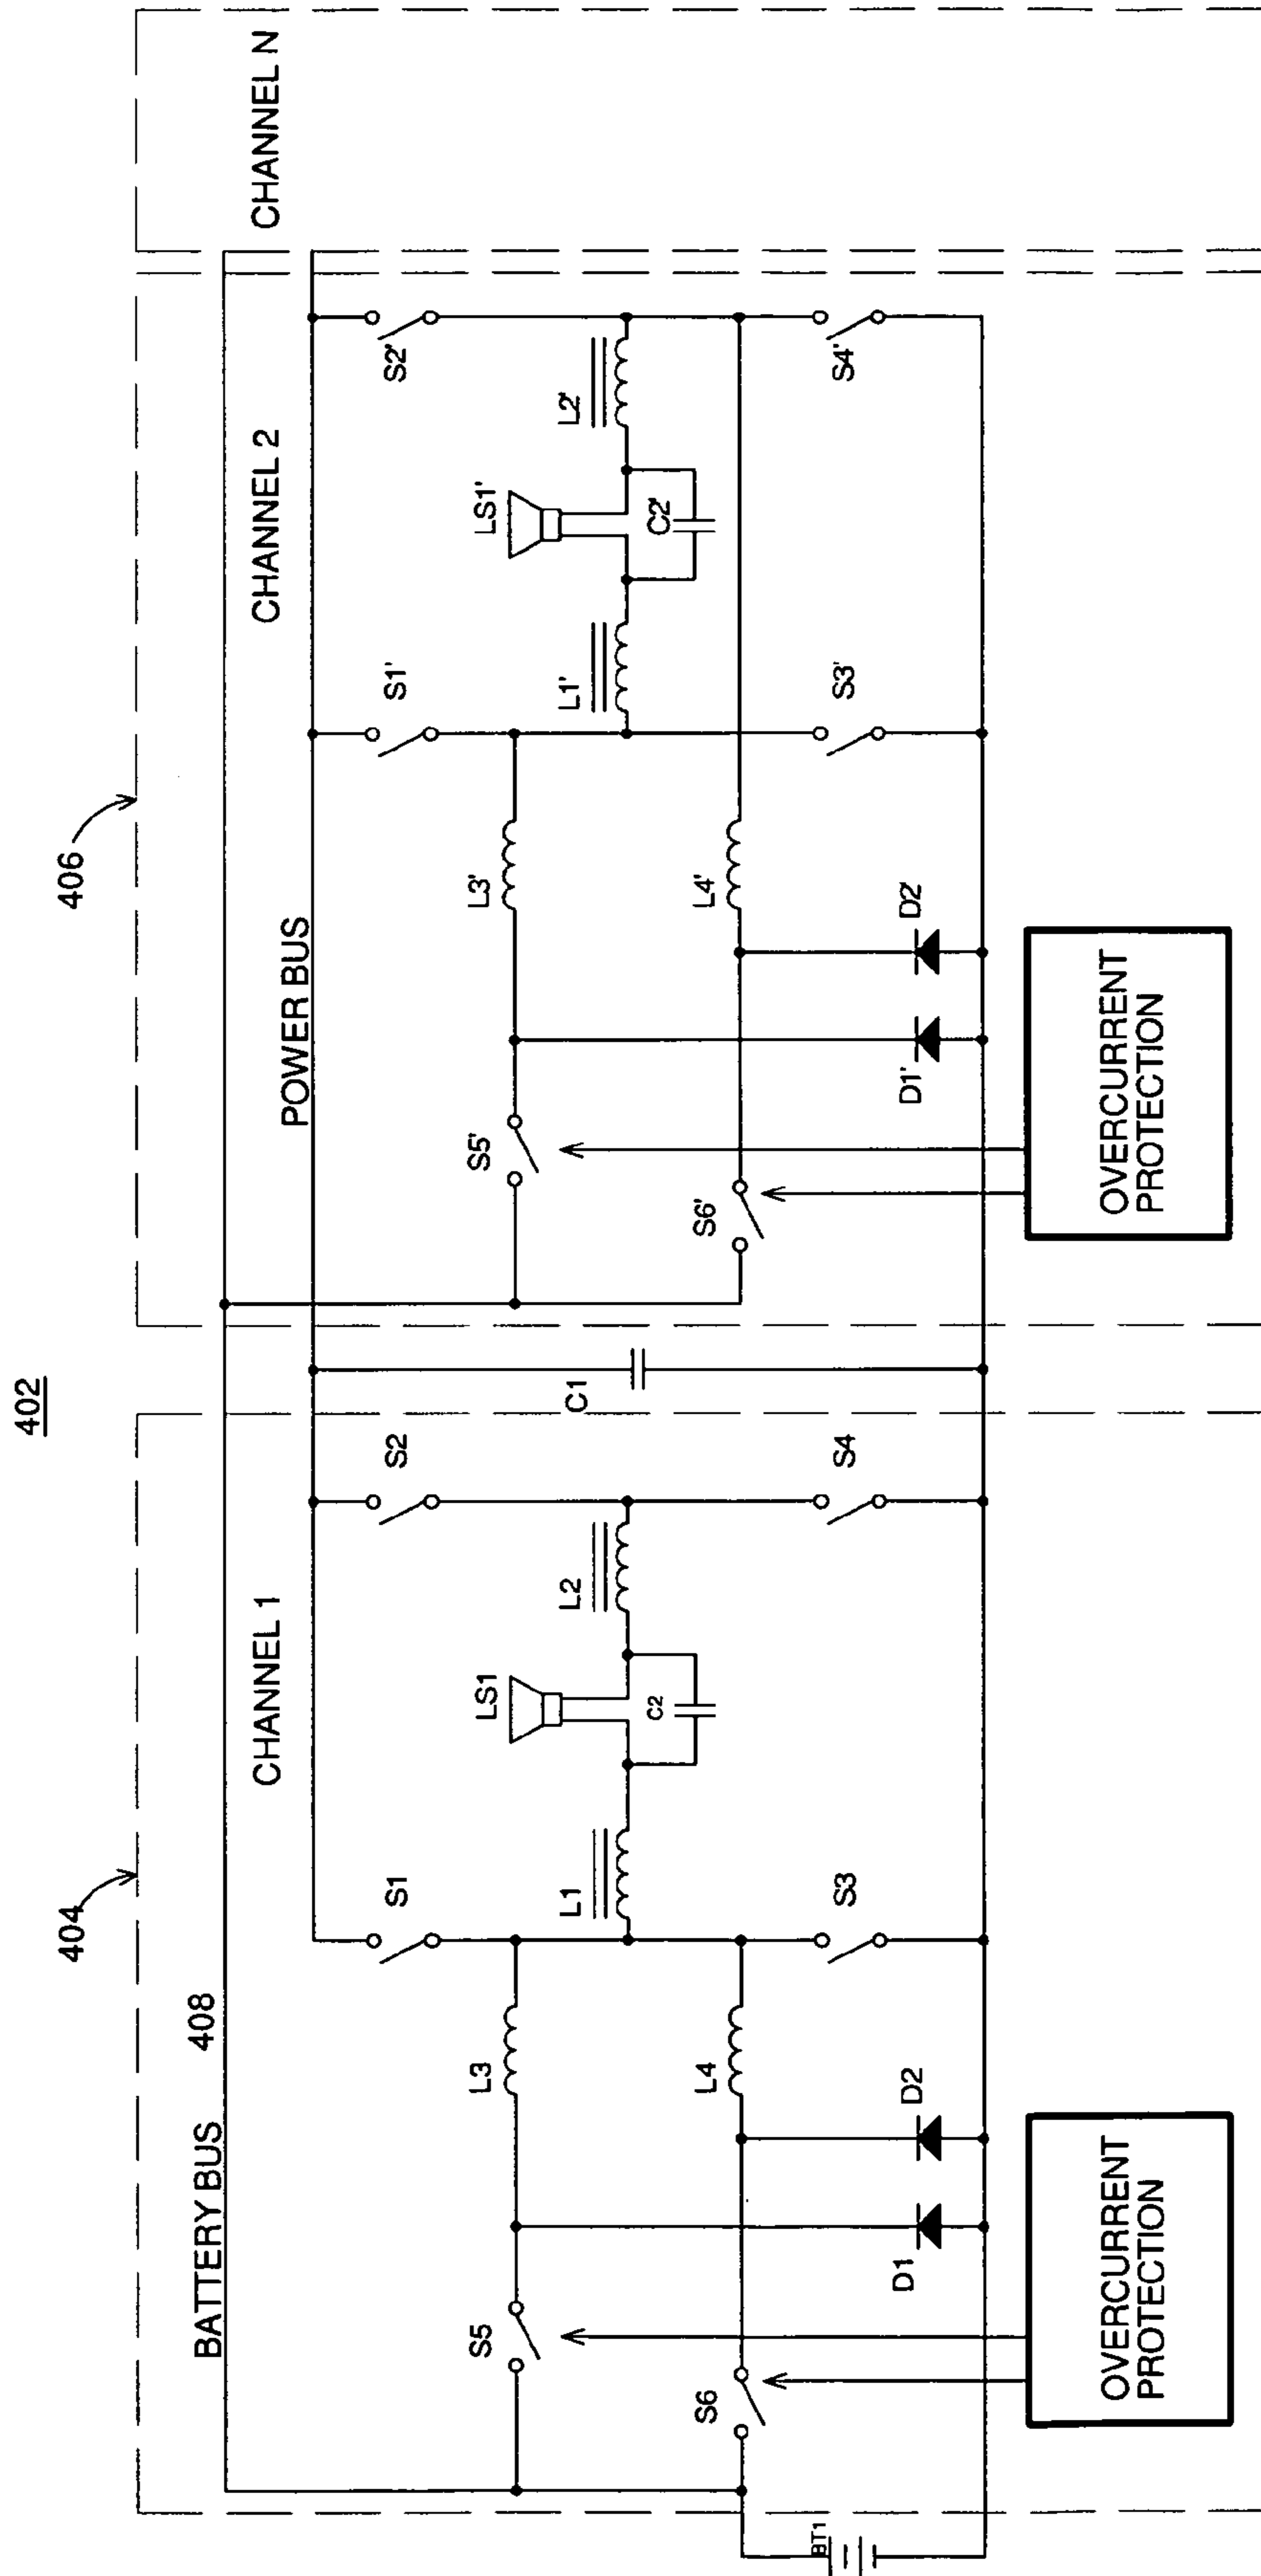 402
404
406
BATTERY BUS 408
POWER BUS
CHANNEL 1
CHANNEL 2
CHANNEL N
S1
S2
S1'
S2'
LS1
LS1'
S5
L3
L1
L2
C2
S5'
L3'
L1'
L2'
C2'
C1
S6
L4
S3
S4
S6'
L4'
S3'
S4'
D1
D2
D1'
D2'
BT1
OVERCURRENT
PROTECTION
OVERCURRENT
PROTECTION